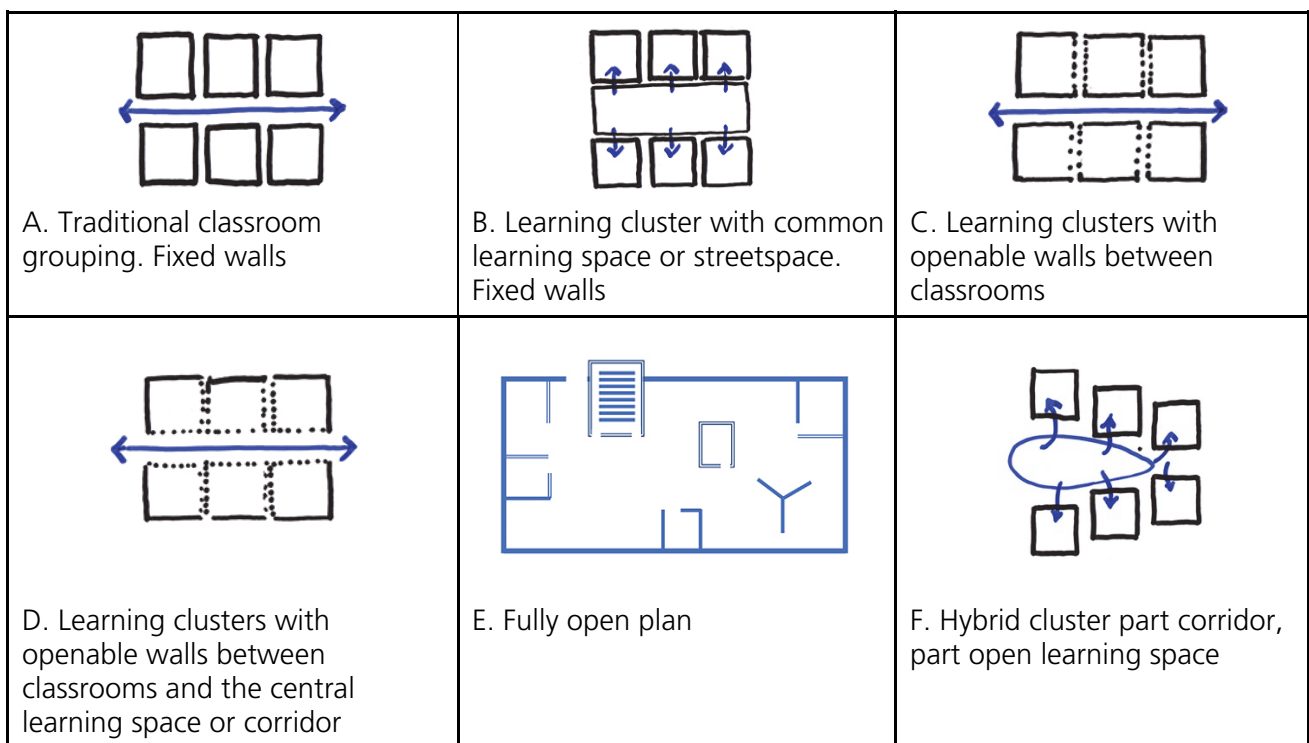 A. Traditional classroom
grouping. Fixed walls
B. Learning cluster with common
learning space or streetspace.
Fixed walls
C. Learning clusters with
openable walls between
classrooms
D. Learning clusters with
openable walls between
classrooms and the central
learning space or corridor
E. Fully open plan
F. Hybrid cluster part corridor,
part open learning space